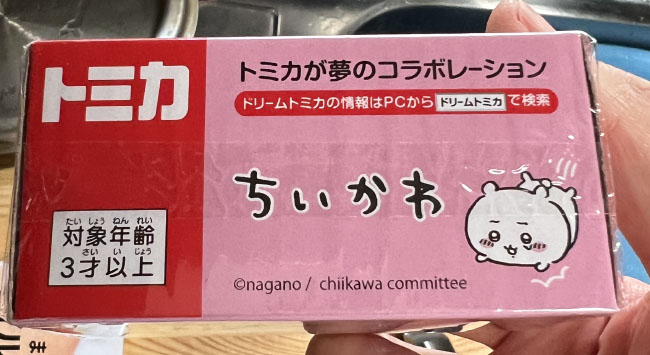 トミカ
トミカが夢のコラボレーション
ドリームトミカの情報はPCから ドリームトミカ で検索
ちいかわ
たい しょう ねん れい
対象年齢
さい い じょう
3才以上
©nagano / chiikawa committee
ま